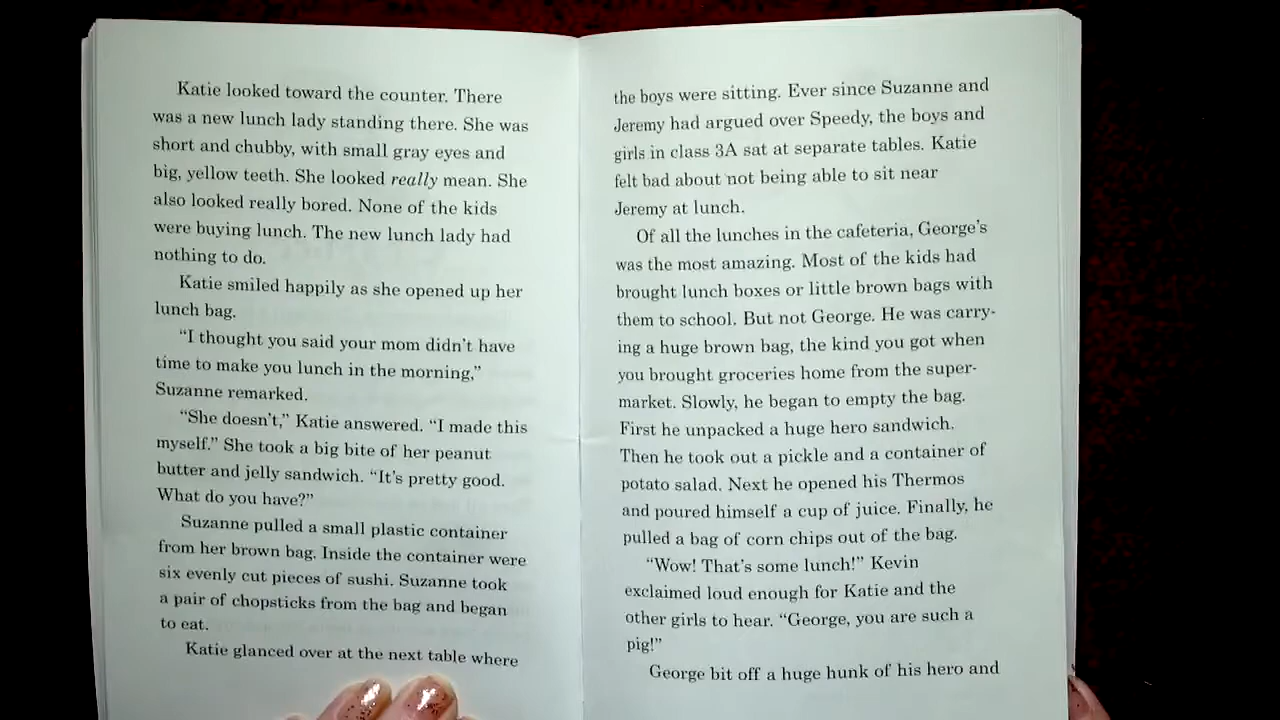 Katie looked toward the counter. There
was a new lunch lady standing there. She was
short and chubby, with small gray eyes and
big, yellow teeth. She looked really mean. She
also looked really bored. None of the kids
were buying lunch. The new lunch lady had
nothing to do.
Katie smiled happily as she opened up her
lunch bag.
“I thought you said your mom didn’t have
time to make you lunch in the morning,”
Suzanne remarked.
“She doesn’t,” Katie answered. “I made this
myself.” She took a big bite of her peanut
butter and jelly sandwich. “It’s pretty good.
What do you have?”
Suzanne pulled a small plastic container
from her brown bag. Inside the container were
six evenly cut pieces of sushi. Suzanne took
a pair of chopsticks from the bag and began
to eat.
Katie glanced over at the next table where
the boys were sitting. Ever since Suzanne and
Jeremy had argued over Speedy, the boys and
girls in class 3A sat at separate tables. Katie
felt bad about not being able to sit near
Jeremy at lunch.
Of all the lunches in the cafeteria, George’s
was the most amazing. Most of the kids had
brought lunch boxes or little brown bags with
them to school. But not George. He was carry-
ing a huge brown bag, the kind you got when
you brought groceries home from the super-
market. Slowly, he began to empty the bag.
First he unpacked a huge hero sandwich.
Then he took out a pickle and a container of
potato salad. Next he opened his Thermos
and poured himself a cup of juice. Finally, he
pulled a bag of corn chips out of the bag.
“Wow! That’s some lunch!” Kevin
exclaimed loud enough for Katie and the
other girls to hear. “George, you are such a
pig!”
George bit off a huge hunk of his hero and